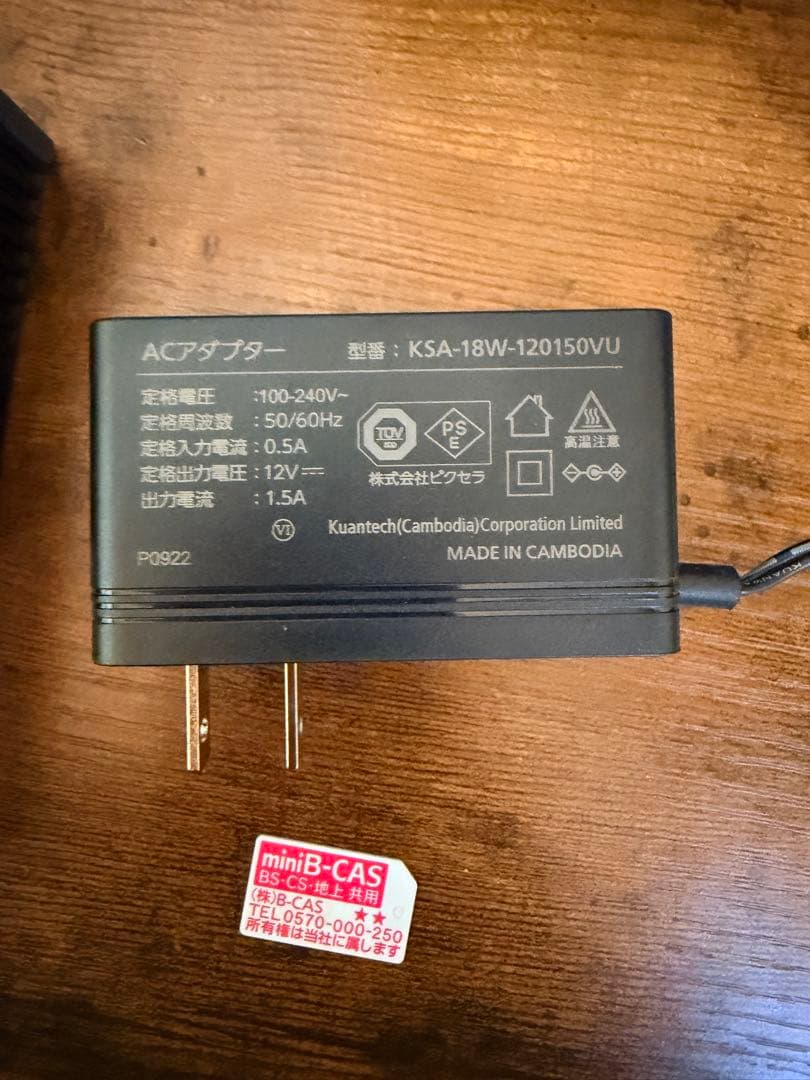 ACアダプター 型番 : KSA-18W-120150VU
定格電圧 :100-240V~
定格周波数 : 50/60Hz
定格入力電流 : 0.5A
定格出力電圧 : 12V⎓
出力電流 : 1.5A
TÜV
PS
E
高温注意
株式会社ピクセラ
VI
Kuantech(Cambodia)Corporation Limited
P0922
MADE IN CAMBODIA
miniB-CAS
BS・CS・地上 共用
(株)B-CAS ★★
TEL 0570-000-250
所有権は当社に属します